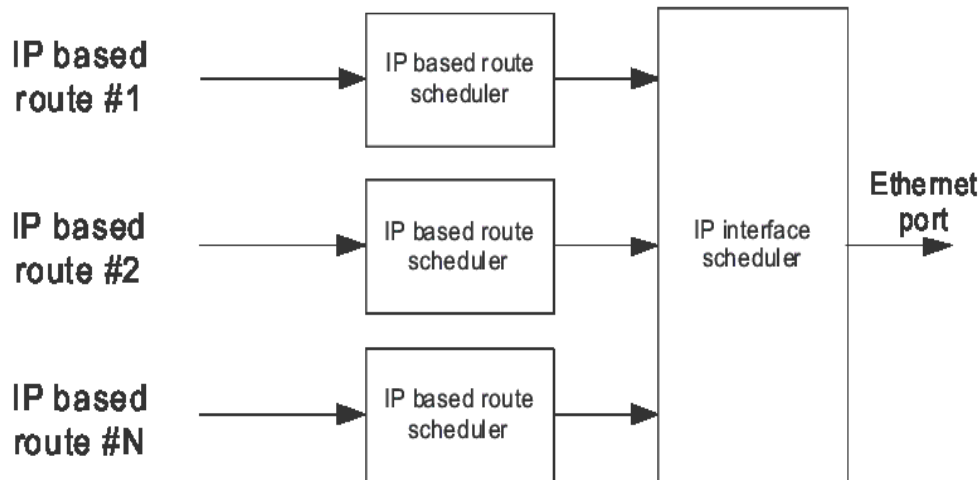 IP based
route #1
IP based route
scheduler
IP based
route #2
IP based route
scheduler
IP interface
scheduler
Ethernet
port
IP based
route #N
IP based route
scheduler